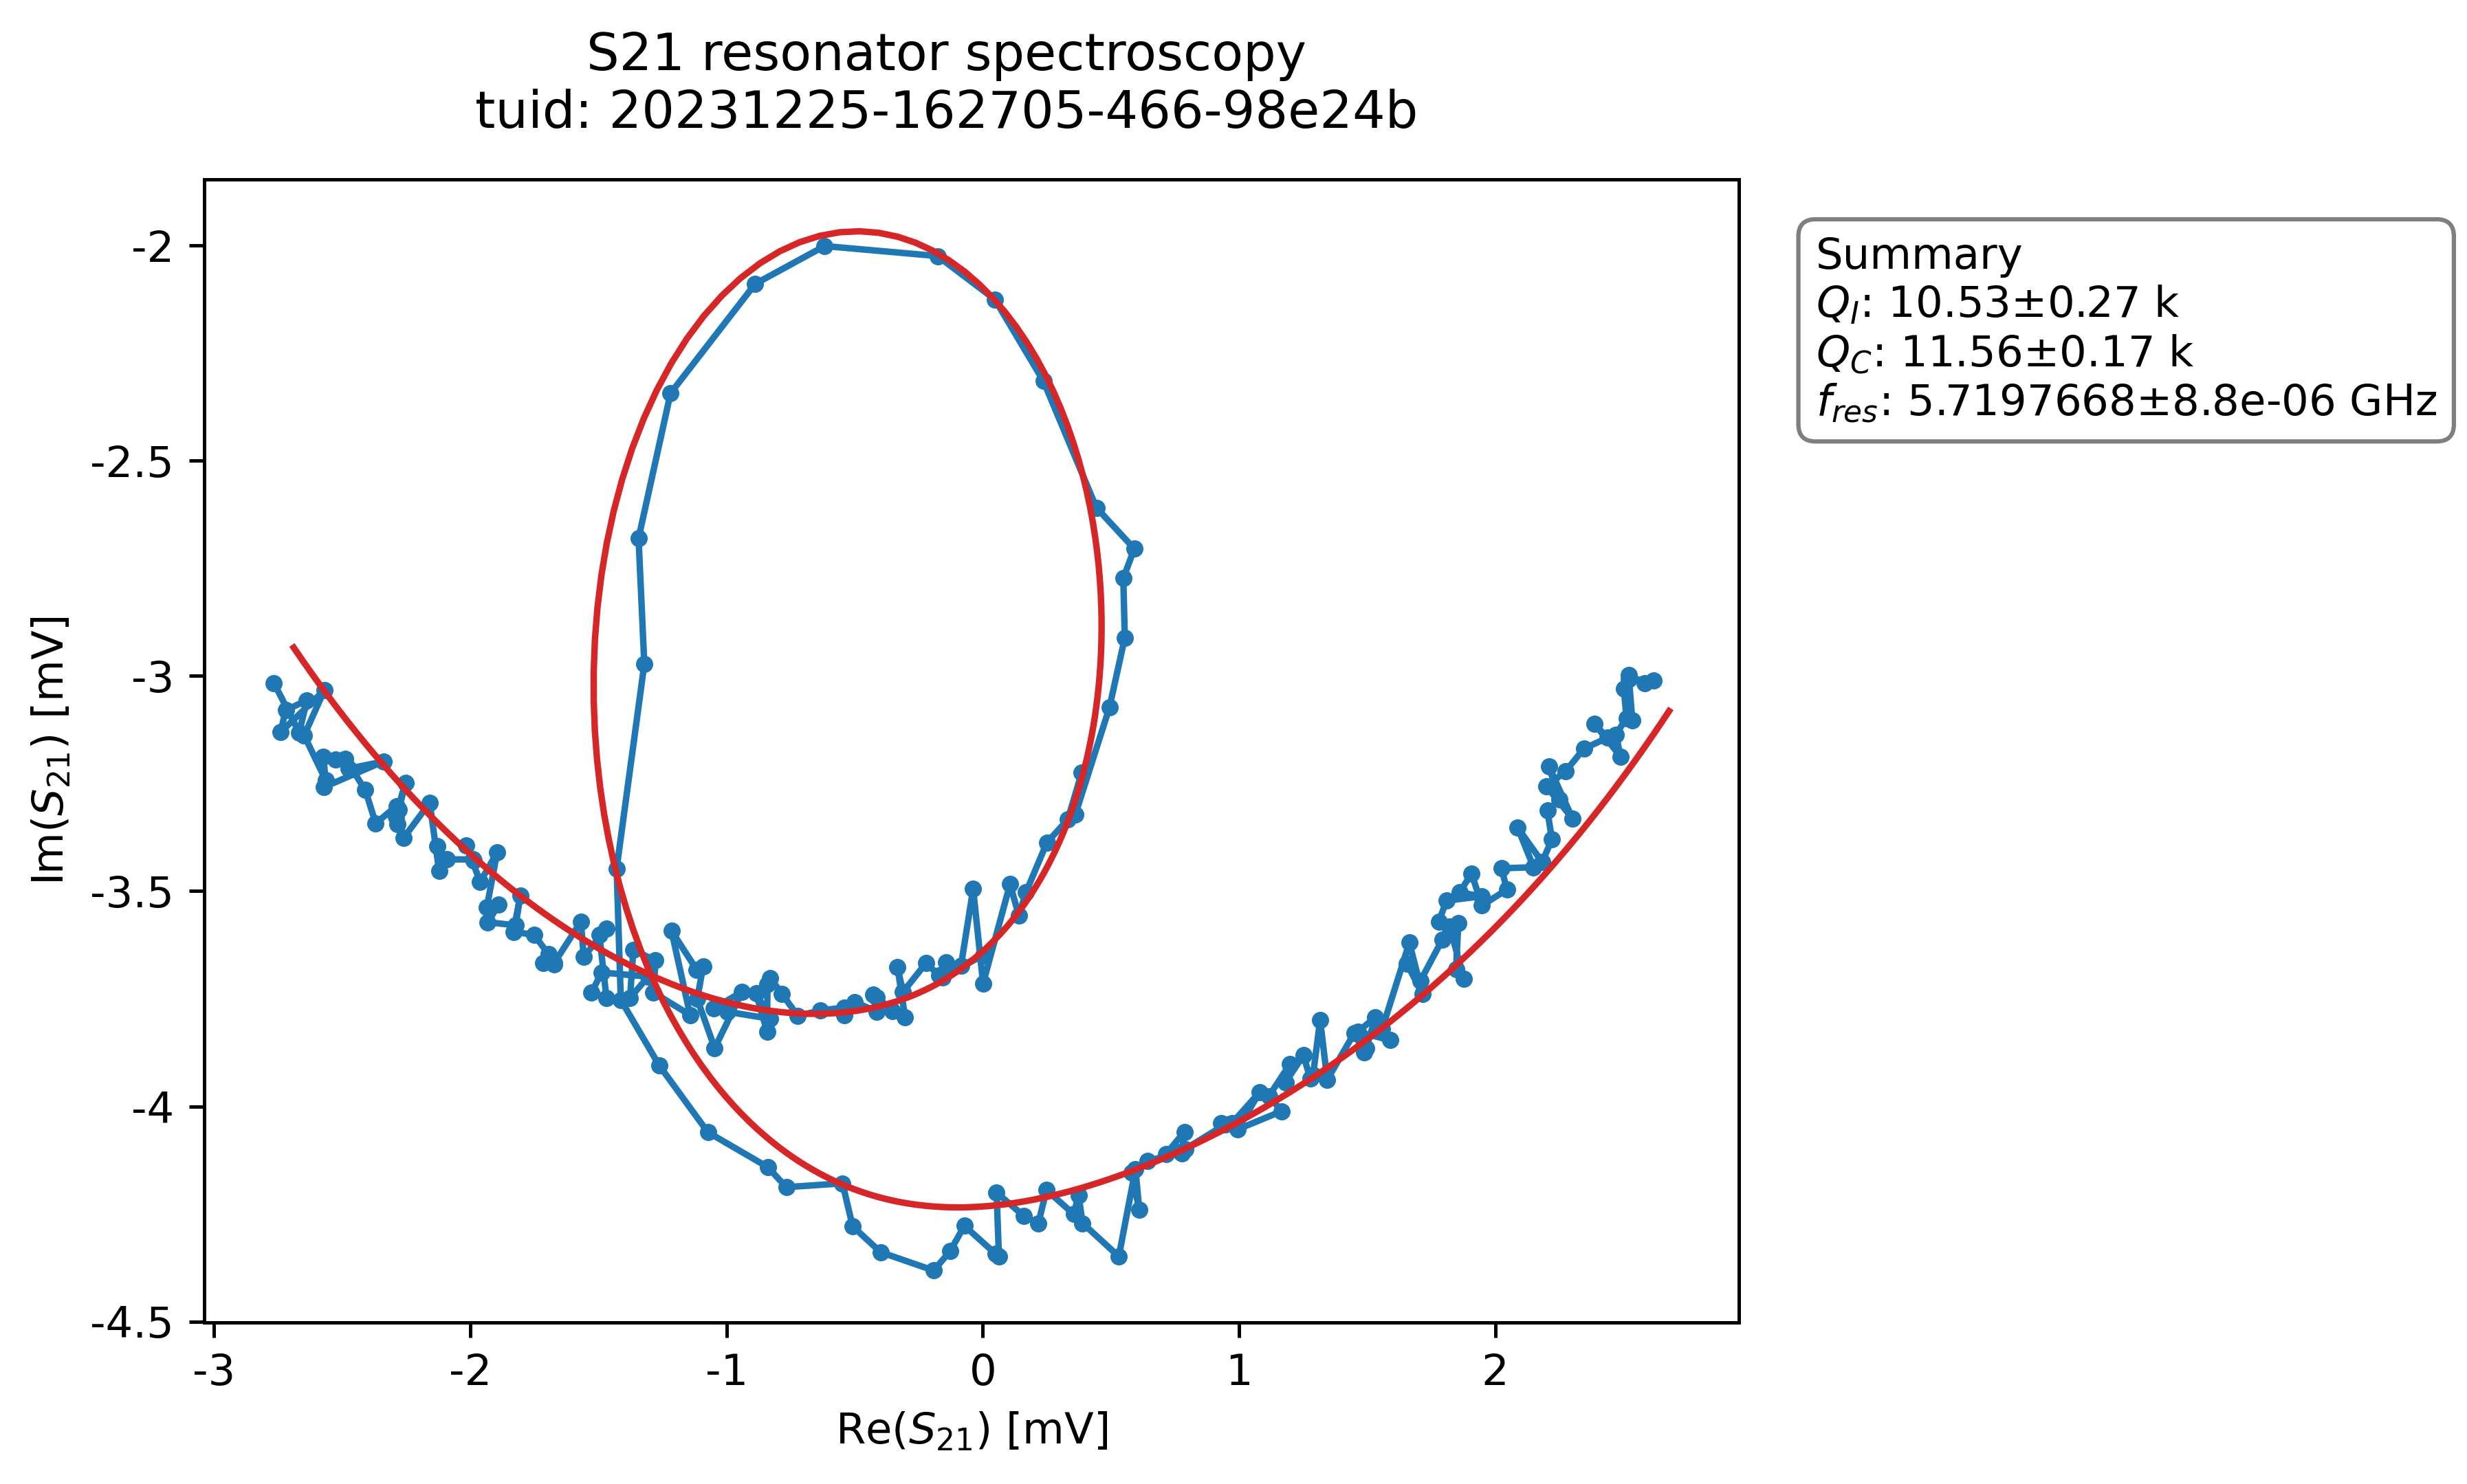 S21 resonator spectroscopy
tuid: 20231225-162705-466-98e24b
Summary
Q_I: 10.53±0.27 k
Q_C: 11.56±0.17 k
f_res: 5.7197668±8.8e-06 GHz
-2
-2.5
-3
-3.5
-4
-4.5
Im(S_21) [mV]
-3 -2 -1 0 1 2
Re(S_21) [mV]